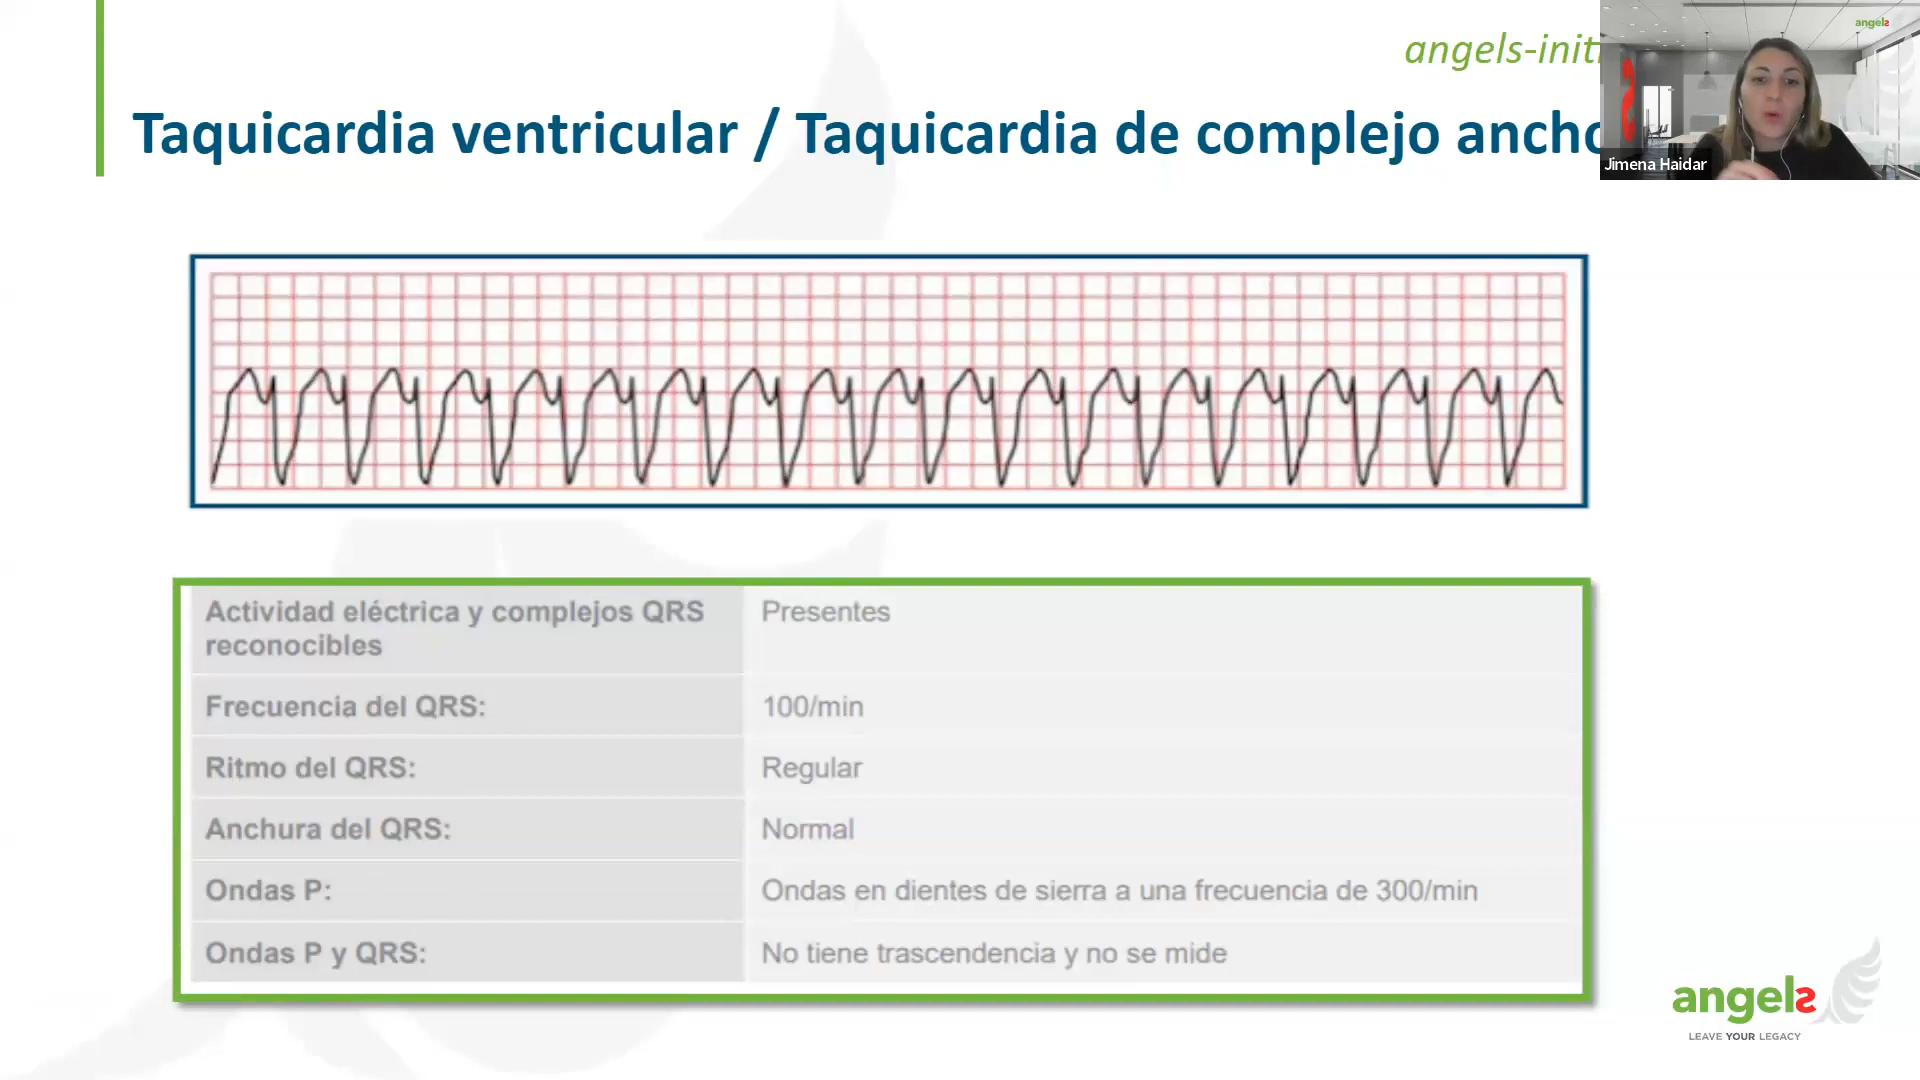 angels-init
angels
Taquicardia ventricular / Taquicardia de complejo ancho
Jimena Haidar
Actividad eléctrica y complejos QRS
reconocibles
Presentes
Frecuencia del QRS:
100/min
Ritmo del QRS:
Regular
Anchura del QRS:
Normal
Ondas P:
Ondas en dientes de sierra a una frecuencia de 300/min
Ondas P y QRS:
No tiene trascendencia y no se mide
angels
LEAVE YOUR LEGACY